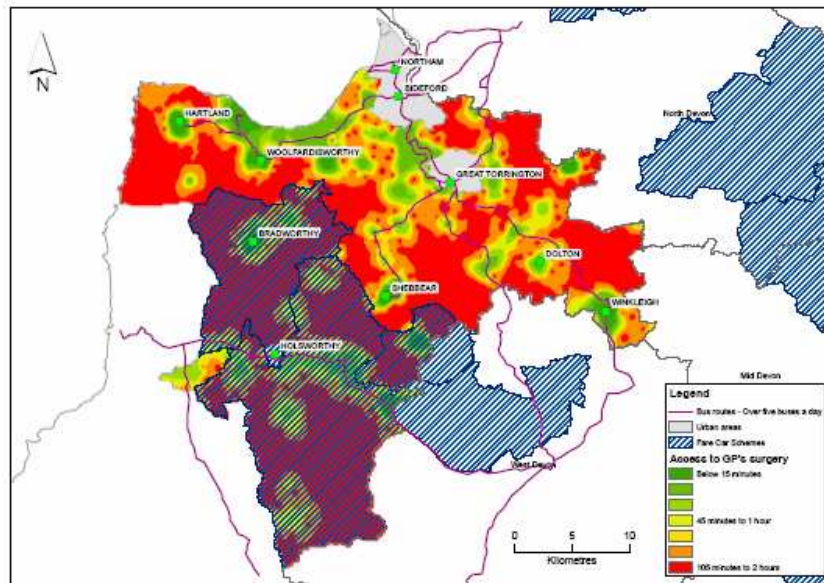 N
NORTHAM
BIDEFORD
HARTLAND
North Devon
WOOLFARDISWORTHY
GREAT TORRINGTON
BRADWORTHY
DOLTON
SHEBBEAR
WINKLEIGH
HOLSWORTHY
Mid Devon
West Devon
Legend
Bus routes - Over five buses a day
Urban areas
Fare Car Schemes
Access to GP's surgery
Below 15 minutes
45 minutes to 1 hour
105 minutes to 2 hours
0 5 10
Kilometres